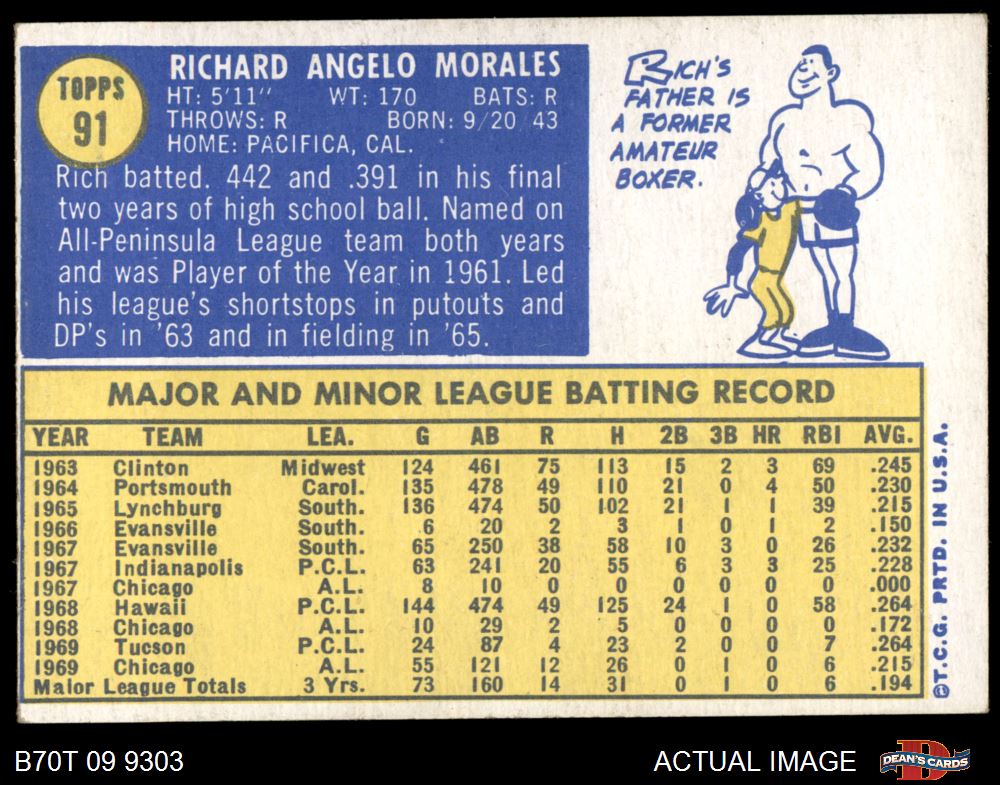 TOPPS
91
RICHARD ANGELO MORALES
HT: 5'11" WT: 170 BATS: R
THROWS: R BORN: 9/20 43
HOME: PACIFICA, CAL.
Rich batted. 442 and .391 in his final
two years of high school ball. Named on
All-Peninsula League team both years
and was Player of the Year in 1961. Led
his league's shortstops in putouts and
DP's in '63 and in fielding in '65.
RICH'S
FATHER IS
A FORMER
AMATEUR
BOXER.
MAJOR AND MINOR LEAGUE BATTING RECORD
YEAR TEAM LEA. G AB R H 2B 3B HR RBI AVG.
1963 Clinton Midwest 124 461 75 113 15 2 3 69 .245
1964 Portsmouth Carol. 135 478 49 110 21 0 4 50 .230
1965 Lynchburg South. 136 474 50 102 21 1 1 39 .215
1966 Evansville South. 6 20 2 3 1 0 1 2 .150
1967 Evansville South. 65 250 38 58 10 3 0 26 .232
1967 Indianapolis P.C.L. 63 241 20 55 6 3 3 25 .228
1967 Chicago A.L. 8 10 0 0 0 0 0 0 .000
1968 Hawaii P.C.L. 144 474 49 125 24 1 0 58 .264
1968 Chicago A.L. 10 29 2 5 0 0 0 0 .172
1969 Tucson P.C.L. 24 87 4 23 2 0 0 7 .264
1969 Chicago A.L. 55 121 12 26 0 1 0 6 .215
Major League Totals 3 Yrs. 73 160 14 31 0 1 0 6 .194
©T.C.G. PRTD. IN U.S.A.
B70T 09 9303
ACTUAL IMAGE
D
DEAN'S CARDS